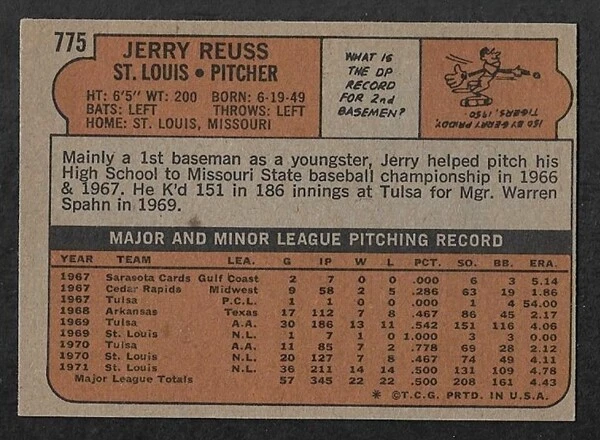 775
JERRY REUSS
ST. LOUIS • PITCHER
HT: 6'5" WT: 200 BORN: 6-19-49
BATS: LEFT THROWS: LEFT
HOME: ST. LOUIS, MISSOURI
WHAT IS
THE DP
RECORD
FOR 2nd
BASEMEN?
150 BY GERRY PRIDDY,
TIGERS, 1950.
Mainly a 1st baseman as a youngster, Jerry helped pitch his
High School to Missouri State baseball championship in 1966
& 1967. He K'd 151 in 186 innings at Tulsa for Mgr. Warren
Spahn in 1969.
MAJOR AND MINOR LEAGUE PITCHING RECORD
YEAR TEAM LEA. G IP W L PCT. SO. BB. ERA.
1967 Sarasota Cards Gulf Coast 2 7 0 0 .000 6 3 5.14
1967 Cedar Rapids Midwest 9 58 2 5 .286 63 19 1.86
1967 Tulsa P.C.L. 1 1 0 0 .000 1 4 54.00
1968 Arkansas Texas 17 112 7 8 .467 86 45 2.17
1969 Tulsa A.A. 30 186 13 11 .542 151 116 4.06
1969 St. Louis N.L. 1 7 1 0 1.000 3 3 0.00
1970 Tulsa A.A. 11 85 7 2 .778 69 28 2.12
1970 St. Louis N.L. 20 127 7 8 .467 74 49 4.11
1971 St. Louis N.L. 36 211 14 14 .500 131 109 4.78
Major League Totals 57 345 22 22 .500 208 161 4.43
* ©T.C.G. PRTD. IN U.S.A.